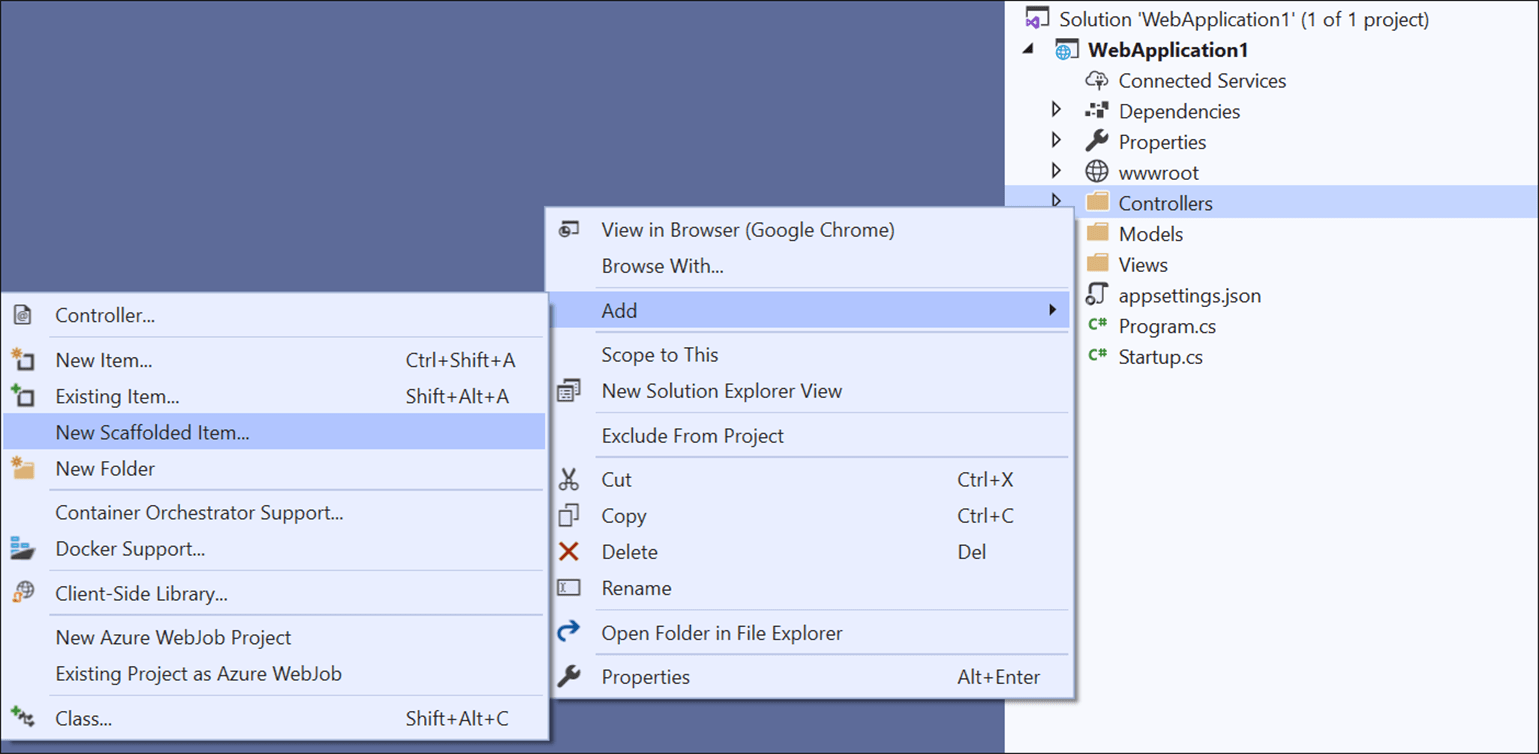 Solution 'WebApplication1' (1 of 1 project)
WebApplication1
Connected Services
Dependencies
Properties
wwwroot
Controllers
Models
Views
appsettings.json
C# Program.cs
C# Startup.cs
View in Browser (Google Chrome)
Browse With...
Add
Scope to This
New Solution Explorer View
Exclude From Project
Cut Ctrl+X
Copy Ctrl+C
Delete Del
Rename
Open Folder in File Explorer
Properties Alt+Enter
Controller...
New Item... Ctrl+Shift+A
Existing Item... Shift+Alt+A
New Scaffolded Item...
New Folder
Container Orchestrator Support...
Docker Support...
Client-Side Library...
New Azure WebJob Project
Existing Project as Azure WebJob
Class... Shift+Alt+C